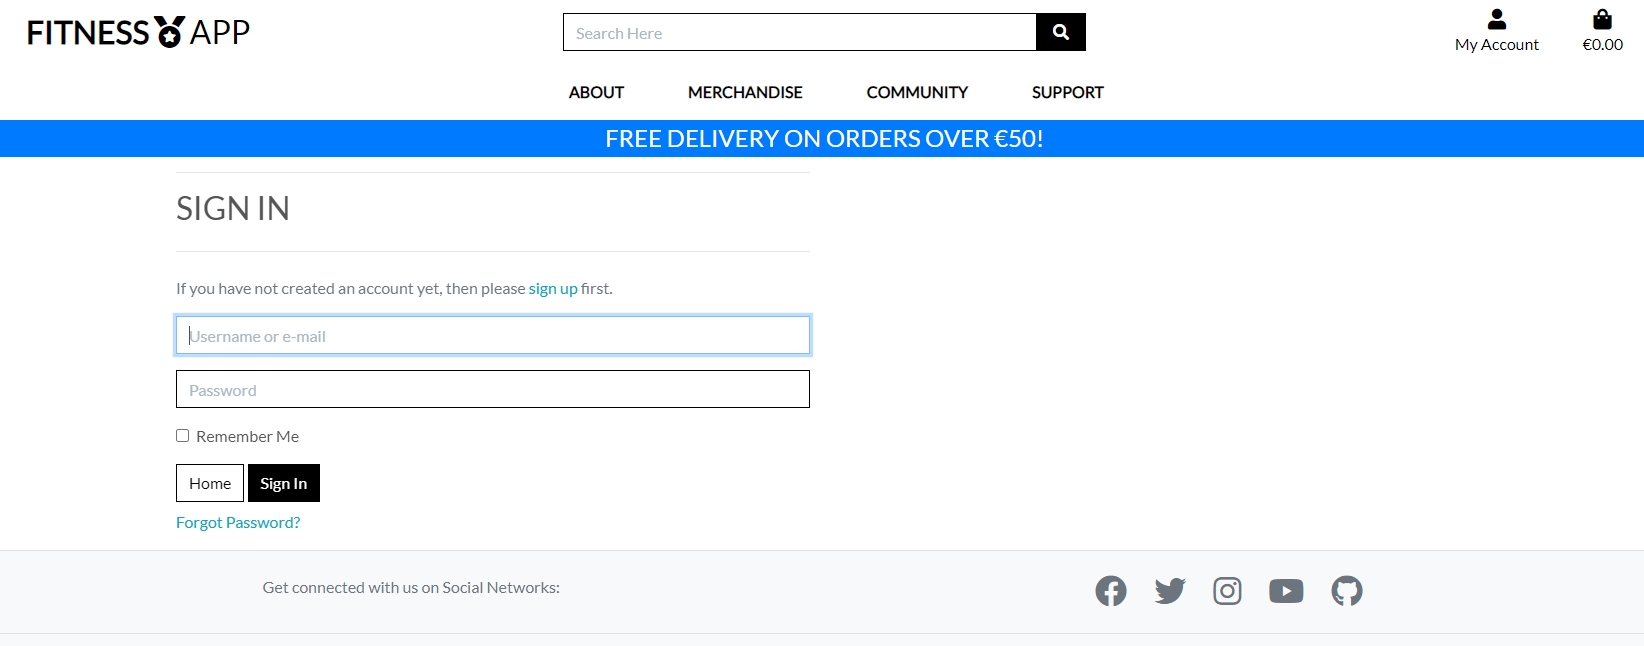 FITNESS APP
Search Here
My Account
€0.00
ABOUT MERCHANDISE COMMUNITY SUPPORT
FREE DELIVERY ON ORDERS OVER €50!
SIGN IN
If you have not created an account yet, then please sign up first.
Username or e-mail
Password
Remember Me
Home Sign In
Forgot Password?
Get connected with us on Social Networks: